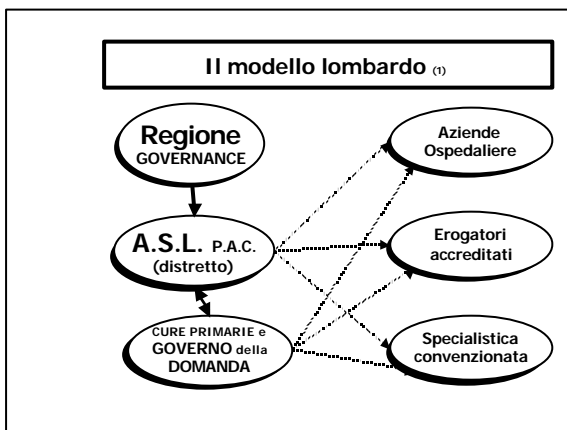 Il modello lombardo (1)
Regione
GOVERNANCE
Aziende
Ospedaliere
A.S.L. P.A.C.
(distretto)
Erogatori
accreditati
CURE PRIMARIE e
GOVERNO della
DOMANDA
Specialistica
convenzionata